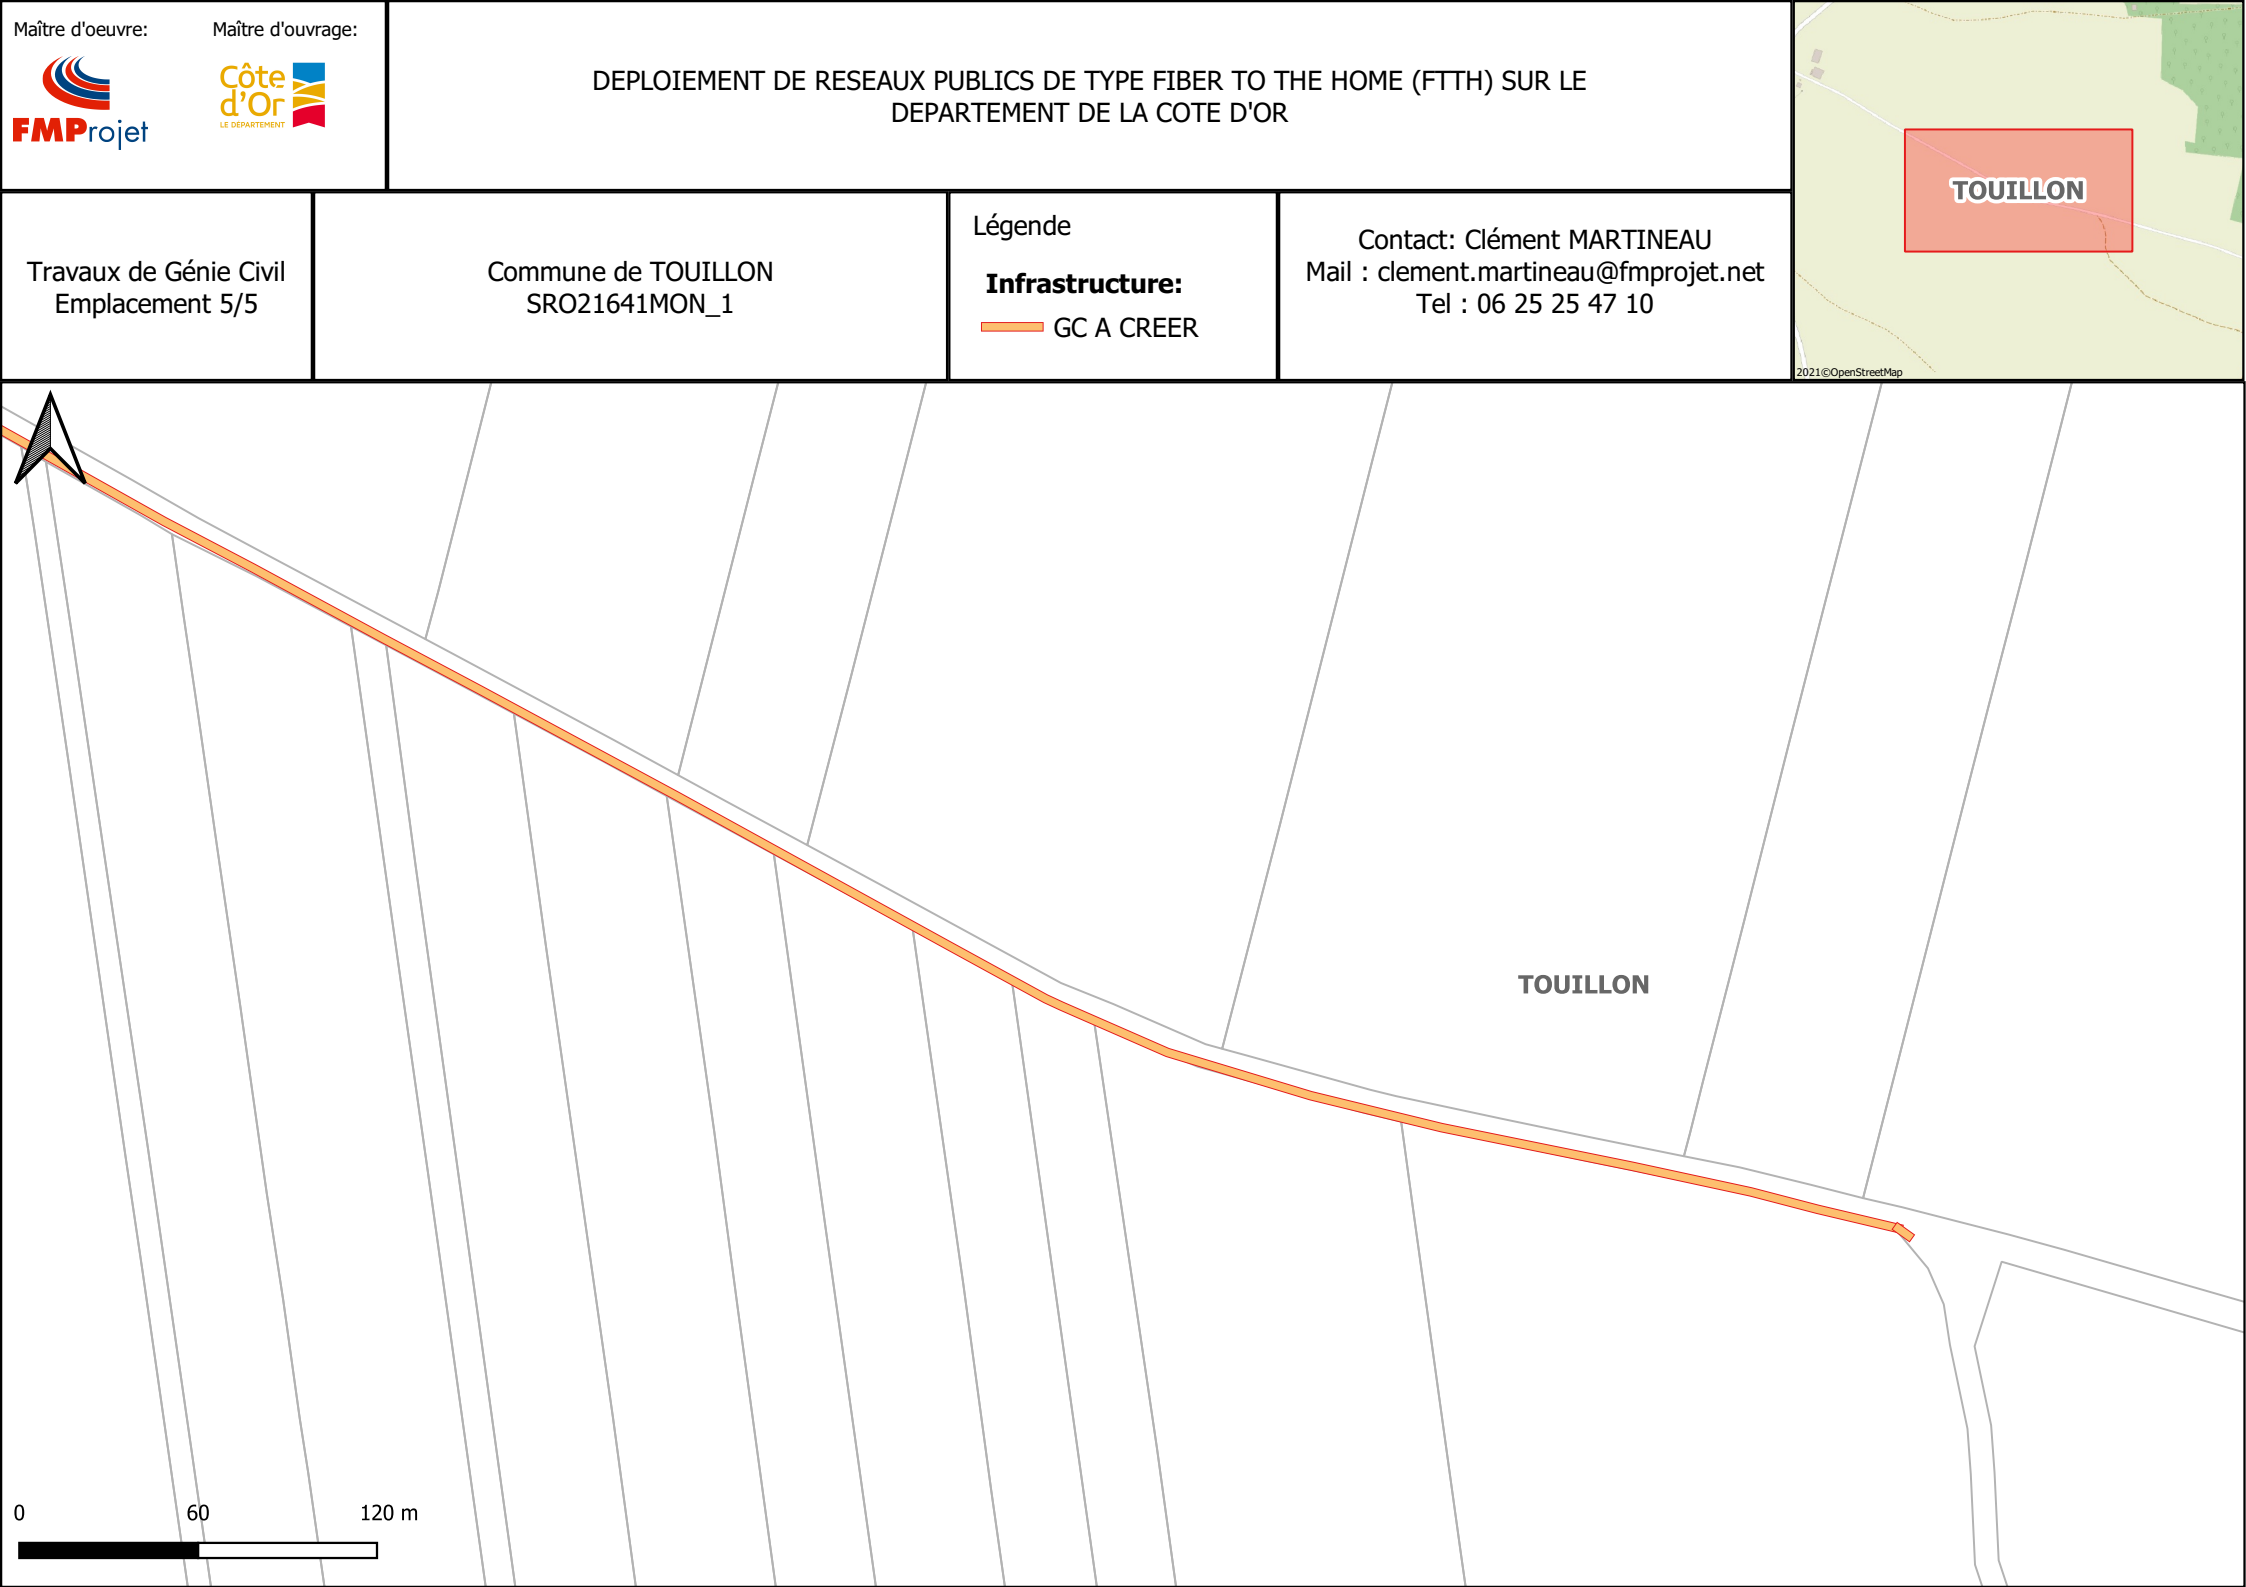 Maître d'oeuvre:
Maître d'ouvrage:
FMProjet
Côte
d'Or
LE DÉPARTEMENT
DEPLOIEMENT DE RESEAUX PUBLICS DE TYPE FIBER TO THE HOME (FTTH) SUR LE
DEPARTEMENT DE LA COTE D'OR
TOUILLON
2021©OpenStreetMap
Travaux de Génie Civil
Emplacement 5/5
Commune de TOUILLON
SRO21641MON_1
Légende
Infrastructure:
GC A CREER
Contact: Clément MARTINEAU
Mail : clement.martineau@fmprojet.net
Tel : 06 25 25 47 10
TOUILLON
0 60 120 m